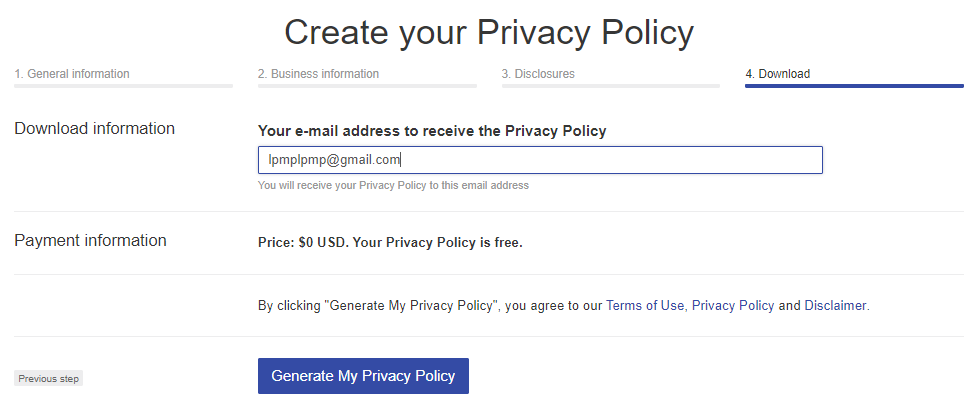 Create your Privacy Policy
1. General information
2. Business information
3. Disclosures
4. Download
Download information
Your e-mail address to receive the Privacy Policy
lpmplpmp@gmail.com
You will receive your Privacy Policy to this email address
Payment information
Price: $0 USD. Your Privacy Policy is free.
By clicking "Generate My Privacy Policy", you agree to our Terms of Use, Privacy Policy and Disclaimer.
Previous step
Generate My Privacy Policy